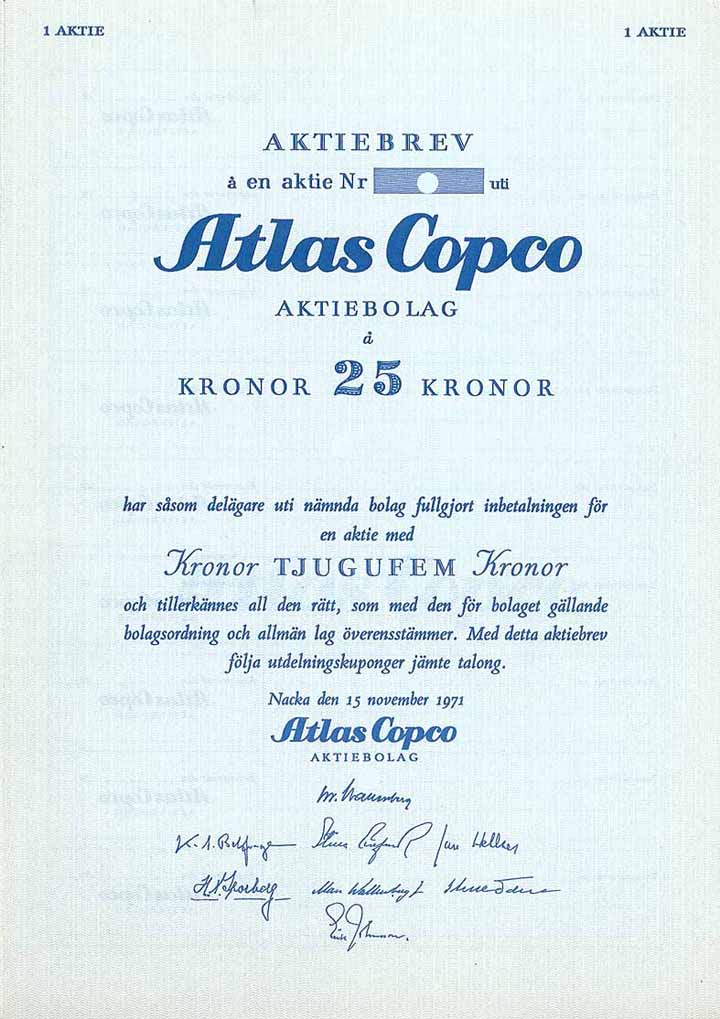 1 AKTIE 1 AKTIE
AKTIEBREV
à en aktie Nr uti
Atlas Copco
AKTIEBOLAG
à
KRONOR 25 KRONOR
har såsom delägare uti nämnda bolag fullgjort inbetalningen för
en aktie med
Kronor TJUGUFEM Kronor
och tillerkännes all den rätt, som med den för bolaget gällande
bolagsordning och allmän lag överensstämmer. Med detta aktiebrev
följa utdelningskuponger jämte talong.
Nacka den 15 november 1971
Atlas Copco
AKTIEBOLAG